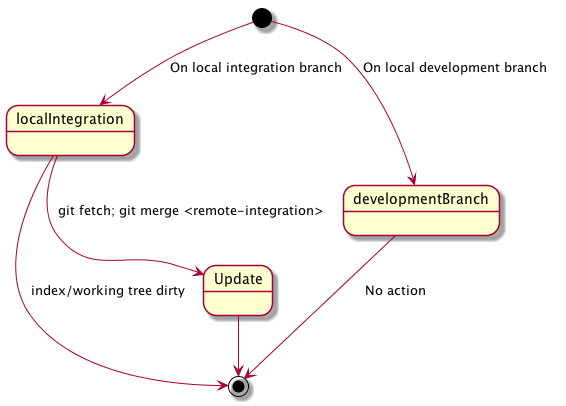 On local integration branch
On local development branch
localIntegration
developmentBranch
git fetch; git merge <remote-integration>
Update
index/working tree dirty
No action